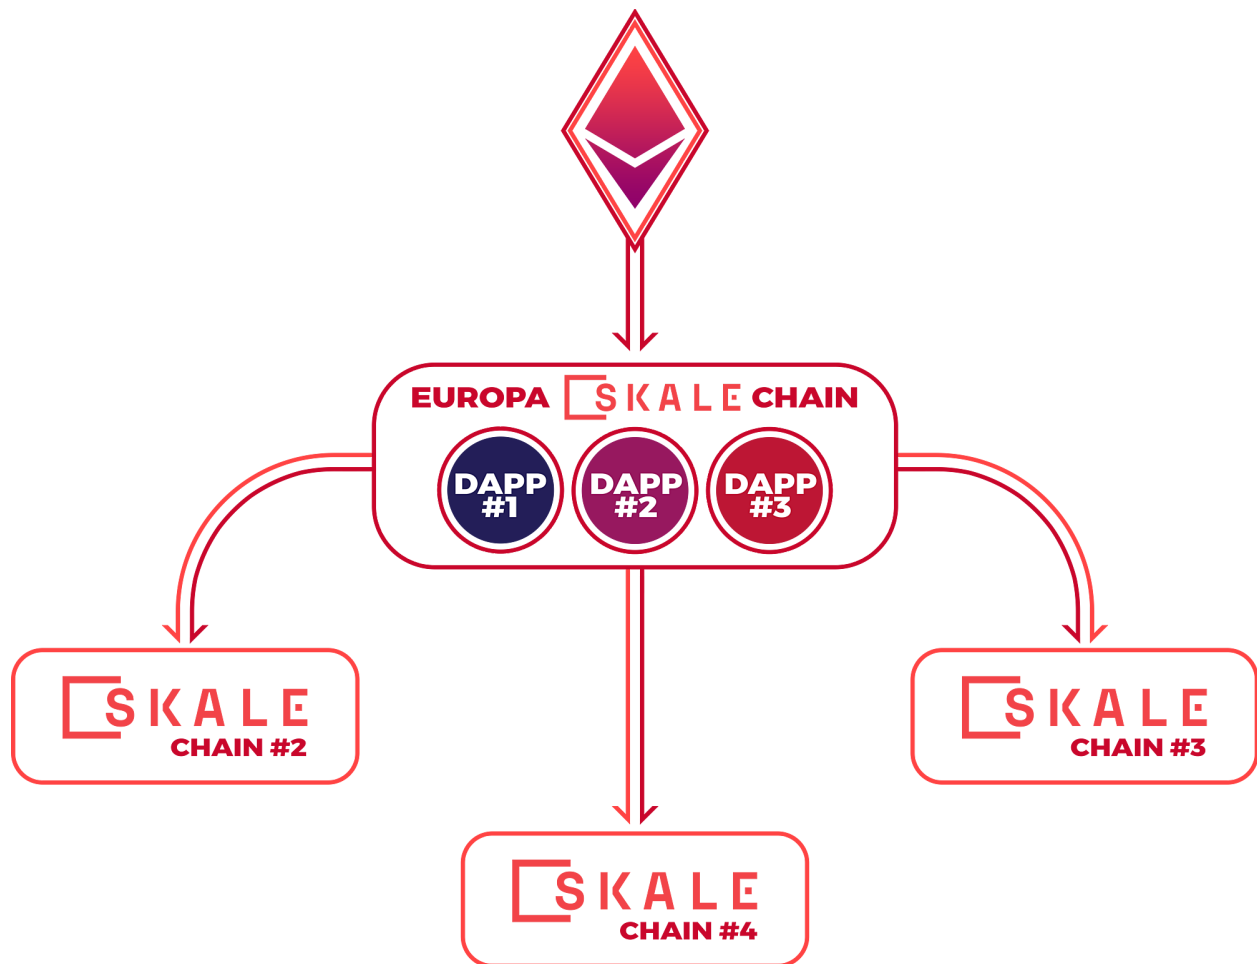 EUROPA SKALE CHAIN
DAPP
#1
DAPP
#2
DAPP
#3
SKALE
CHAIN #2
SKALE
CHAIN #3
SKALE
CHAIN #4